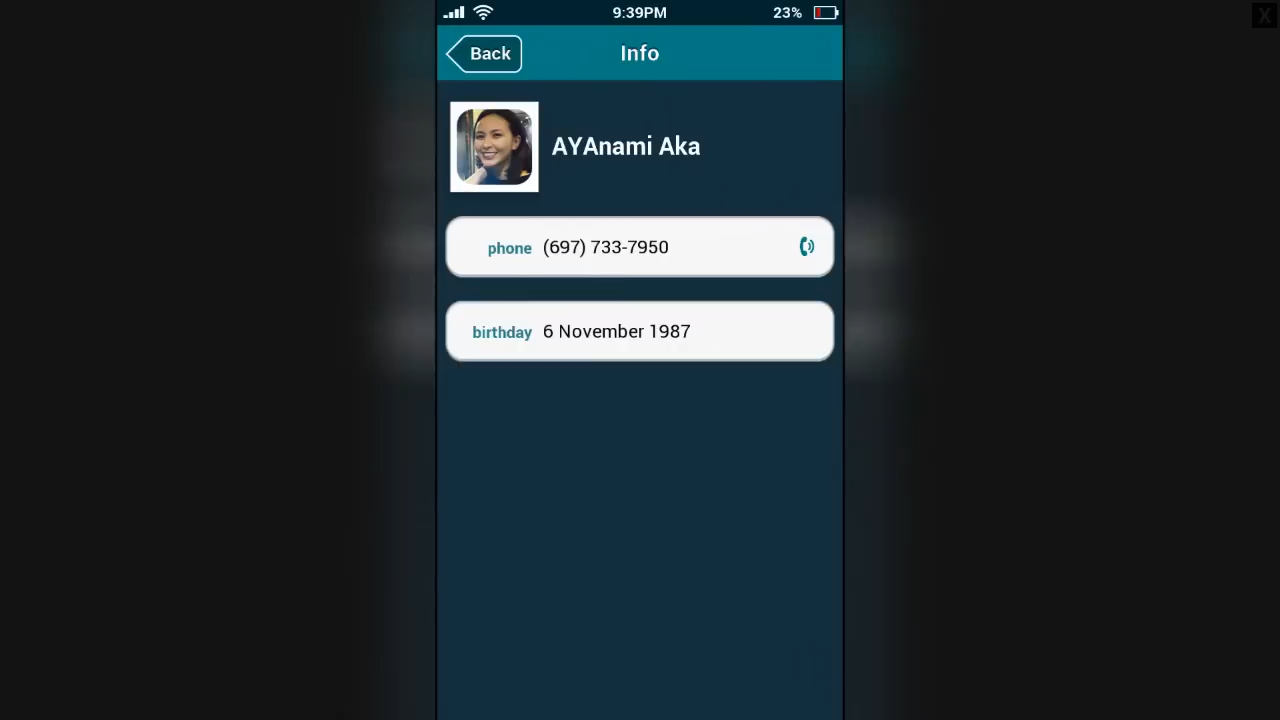 9:39PM 23%
Back Info
AYAnami Aka
phone (697) 733-7950
birthday 6 November 1987
X